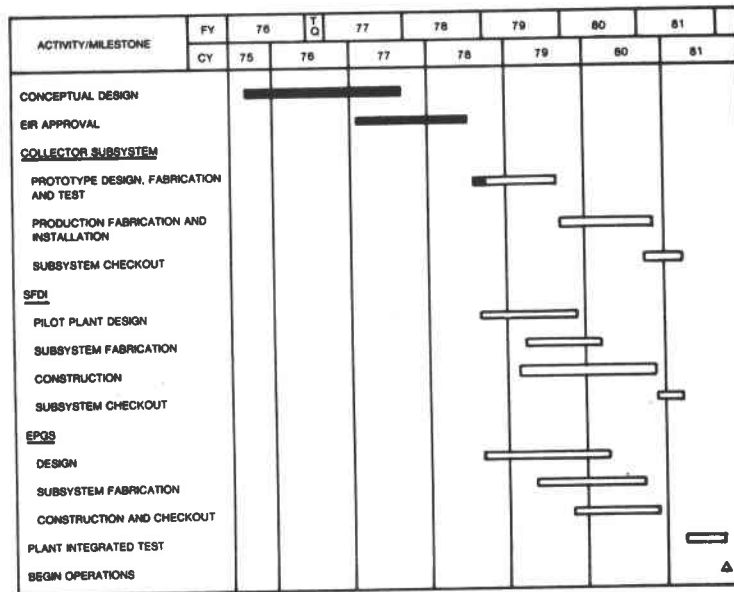 ACTIVITY/MILESTONE FY 76 TQ 77 78 79 80 81
CY 75 76 77 78 79 80 81
CONCEPTUAL DESIGN
EIR APPROVAL
COLLECTOR SUBSYSTEM
PROTOTYPE DESIGN, FABRICATION
AND TEST
PRODUCTION FABRICATION AND
INSTALLATION
SUBSYSTEM CHECKOUT
SFDI
PILOT PLANT DESIGN
SUBSYSTEM FABRICATION
CONSTRUCTION
SUBSYSTEM CHECKOUT
EPGS
DESIGN
SUBSYSTEM FABRICATION
CONSTRUCTION AND CHECKOUT
PLANT INTEGRATED TEST
BEGIN OPERATIONS